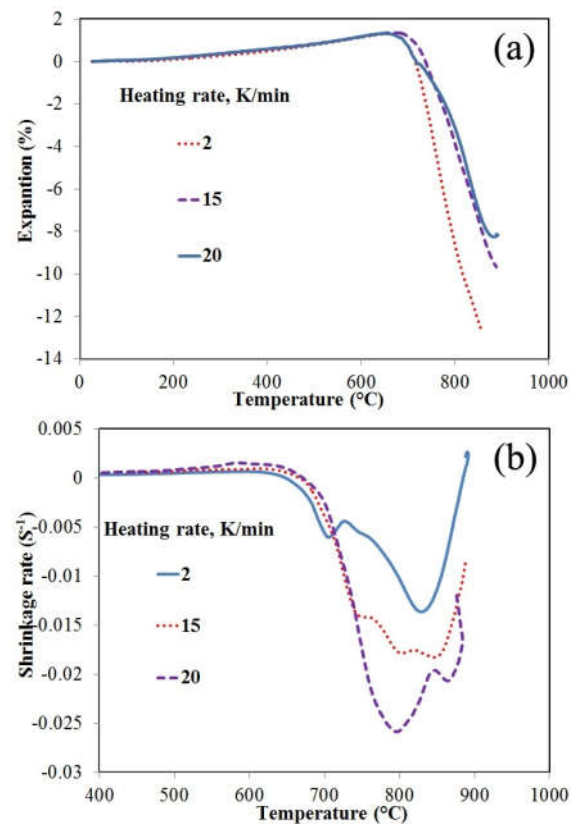 2
0
-2
-4
-6
-8
-10
-12
-14
Expantion (%)
(a)
Heating rate, K/min
2
15
20
0 200 400 600 800 1000
Temperature (°C)
0.005
0
-0.005
-0.01
-0.015
-0.02
-0.025
-0.03
Shrinkage rate (S⁻¹)
(b)
Heating rate, K/min
2
15
20
400 500 600 700 800 900 1000
Temperature (°C)